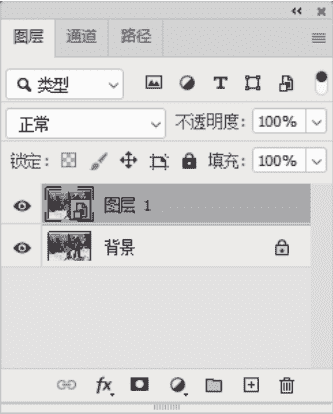 图层 通道 路径
类型
正常 不透明度: 100%
锁定: 填充: 100%
图层 1
背景
fx